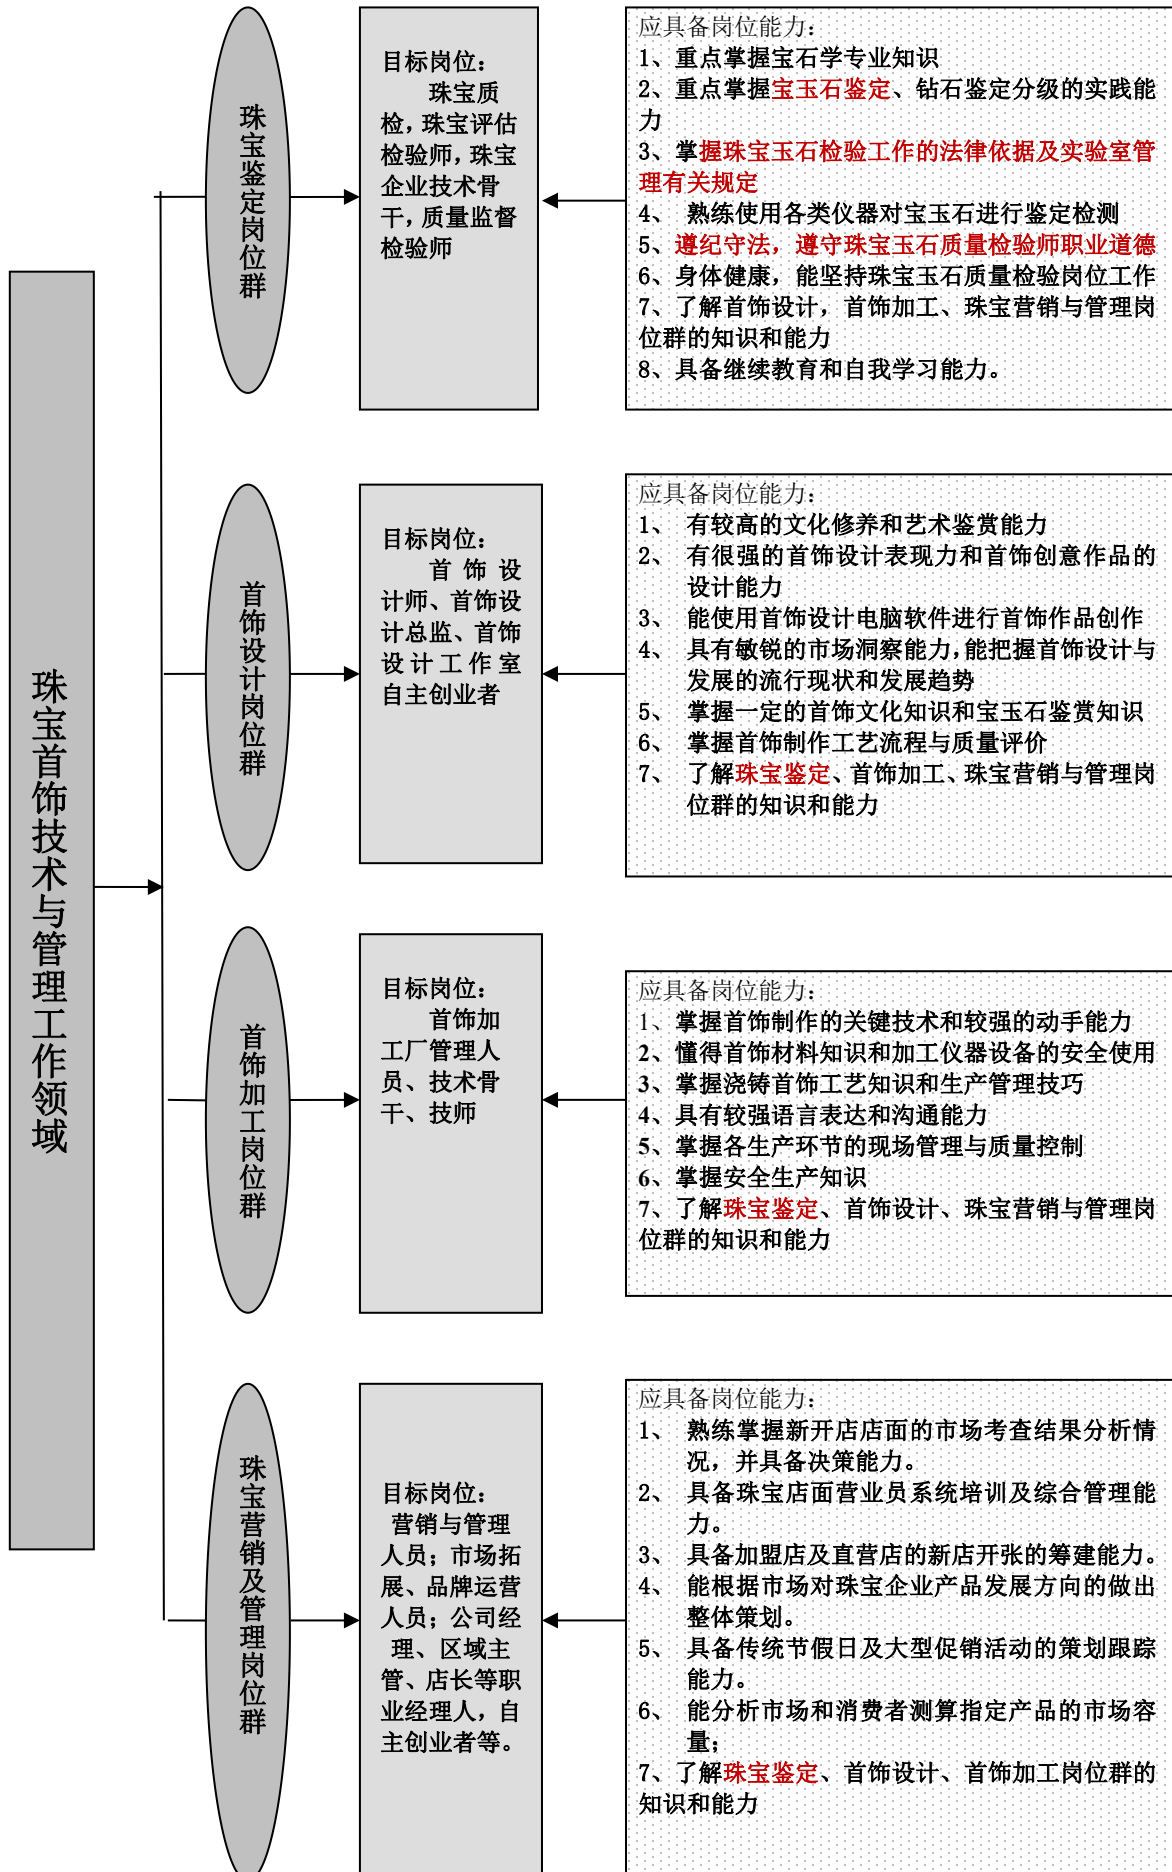 珠宝首饰技术与管理工作领域
珠宝鉴定岗位群
目标岗位：
珠宝质
检，珠宝评估
检验师，珠宝
企业技术骨
干，质量监督
检验师
应具备岗位能力：
1、重点掌握宝石学专业知识
2、重点掌握宝玉石鉴定、钻石鉴定分级的实践能
力
3、掌握珠宝玉石检验工作的法律依据及实验室管
理有关规定
4、 熟练使用各类仪器对宝玉石进行鉴定检测
5、遵纪守法，遵守珠宝玉石质量检验师职业道德
6、身体健康，能坚持珠宝玉石质量检验岗位工作
7、了解首饰设计，首饰加工、珠宝营销与管理岗
位群的知识和能力
8、具备继续教育和自我学习能力。
首饰设计岗位群
目标岗位：
首饰设
计师、首饰设
计总监、首饰
设计工作室
自主创业者
应具备岗位能力：
1、 有较高的文化修养和艺术鉴赏能力
2、 有很强的首饰设计表现力和首饰创意作品的
设计能力
3、 能使用首饰设计电脑软件进行首饰作品创作
4、 具有敏锐的市场洞察能力，能把握首饰设计与
发展的流行现状和发展趋势
5、 掌握一定的首饰文化知识和宝玉石鉴赏知识
6、 掌握首饰制作工艺流程与质量评价
7、 了解珠宝鉴定、首饰加工、珠宝营销与管理岗
位群的知识和能力
首饰加工岗位群
目标岗位：
首饰加
工厂管理人
员、技术骨
干、技师
应具备岗位能力：
1、掌握首饰制作的关键技术和较强的动手能力
2、懂得首饰材料知识和加工仪器设备的安全使用
3、掌握浇铸首饰工艺知识和生产管理技巧
4、具有较强语言表达和沟通能力
5、掌握各生产环节的现场管理与质量控制
6、掌握安全生产知识
7、了解珠宝鉴定、首饰设计、珠宝营销与管理岗
位群的知识和能力
珠宝营销及管理岗位群
目标岗位：
营销与管理
人员；市场拓
展、品牌运营
人员；公司经
理、区域主
管、店长等职
业经理人，自
主创业者等。
应具备岗位能力：
1、 熟练掌握新开店店面的市场考查结果分析情
况，并具备决策能力。
2、 具备珠宝店面营业员系统培训及综合管理能
力。
3、 具备加盟店及直营店的新店开张的筹建能力。
4、 能根据市场对珠宝企业产品发展方向的做出
整体策划。
5、 具备传统节假日及大型促销活动的策划跟踪
能力。
6、 能分析市场和消费者测算指定产品的市场容
量；
7、了解珠宝鉴定、首饰设计、首饰加工岗位群的
知识和能力